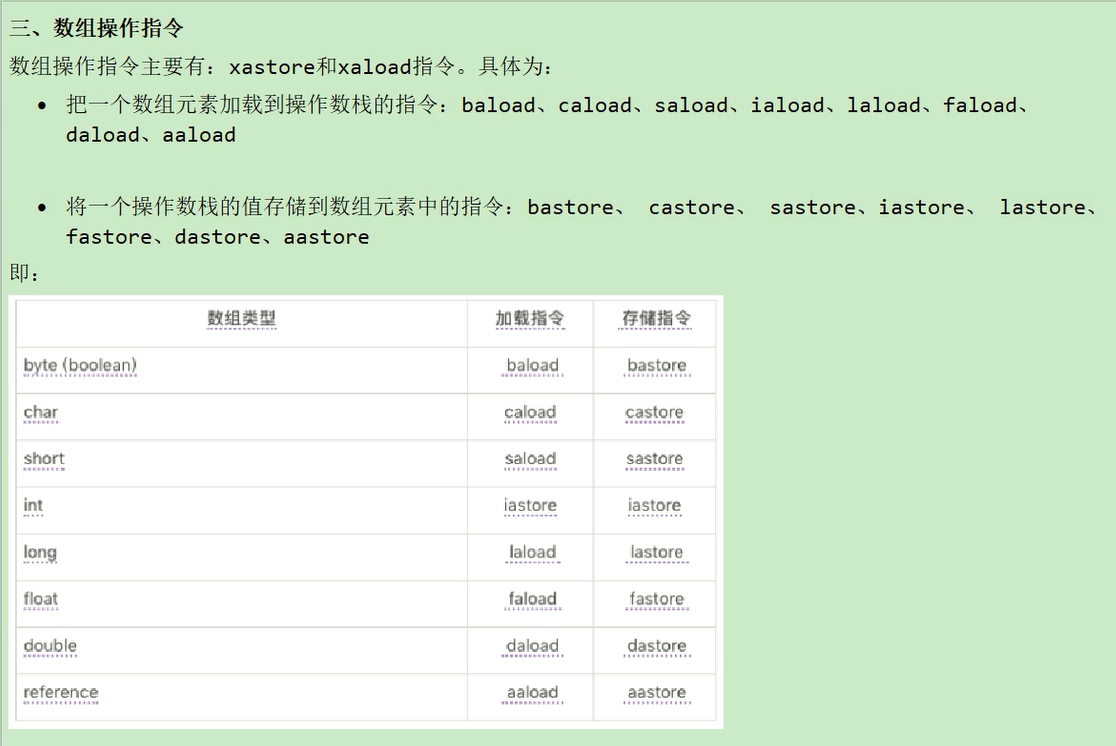 三、数组操作指令
数组操作指令主要有：xastore和xaload指令。具体为：
• 把一个数组元素加载到操作数栈的指令：baload、caload、saload、iaload、laload、faload、
daload、aaload
• 将一个操作数栈的值存储到数组元素中的指令：bastore、 castore、 sastore、iastore、 lastore、
fastore、dastore、aastore
即：
数组类型 加载指令 存储指令
byte (boolean) baload bastore
char caload castore
short saload sastore
int iastore iastore
long laload lastore
float faload fastore
double daload dastore
reference aaload aastore